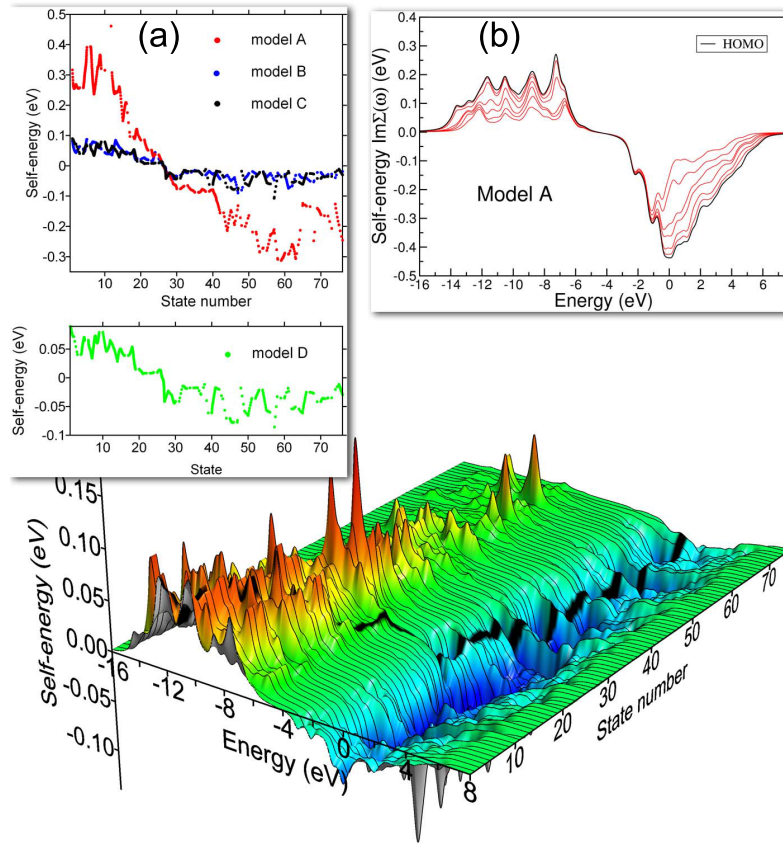 (a)
0.5
0.4
0.3
0.2
0.1
0
-0.1
-0.2
-0.3
Self-energy (eV)
model A
model B
model C
10 20 30 40 50 60 70
State number
(b)
0.5
0.4
0.3
0.2
0.1
0.0
-0.1
-0.2
-0.3
-0.4
-0.5
Self-energy ImΣ(ω) (eV)
HOMO
Model A
-16 -14 -12 -10 -8 -6 -4 -2 0 2 4 6
Energy (eV)
0.05
0
-0.05
-0.1
Self-energy (eV)
model D
10 20 30 40 50 60 70
State
0.15
0.10
0.05
0.00
-0.05
-0.10
Self-energy (eV)
-16 -12 -8 -4 0 4 8
Energy (eV)
10 20 30 40 50 60 70
State number